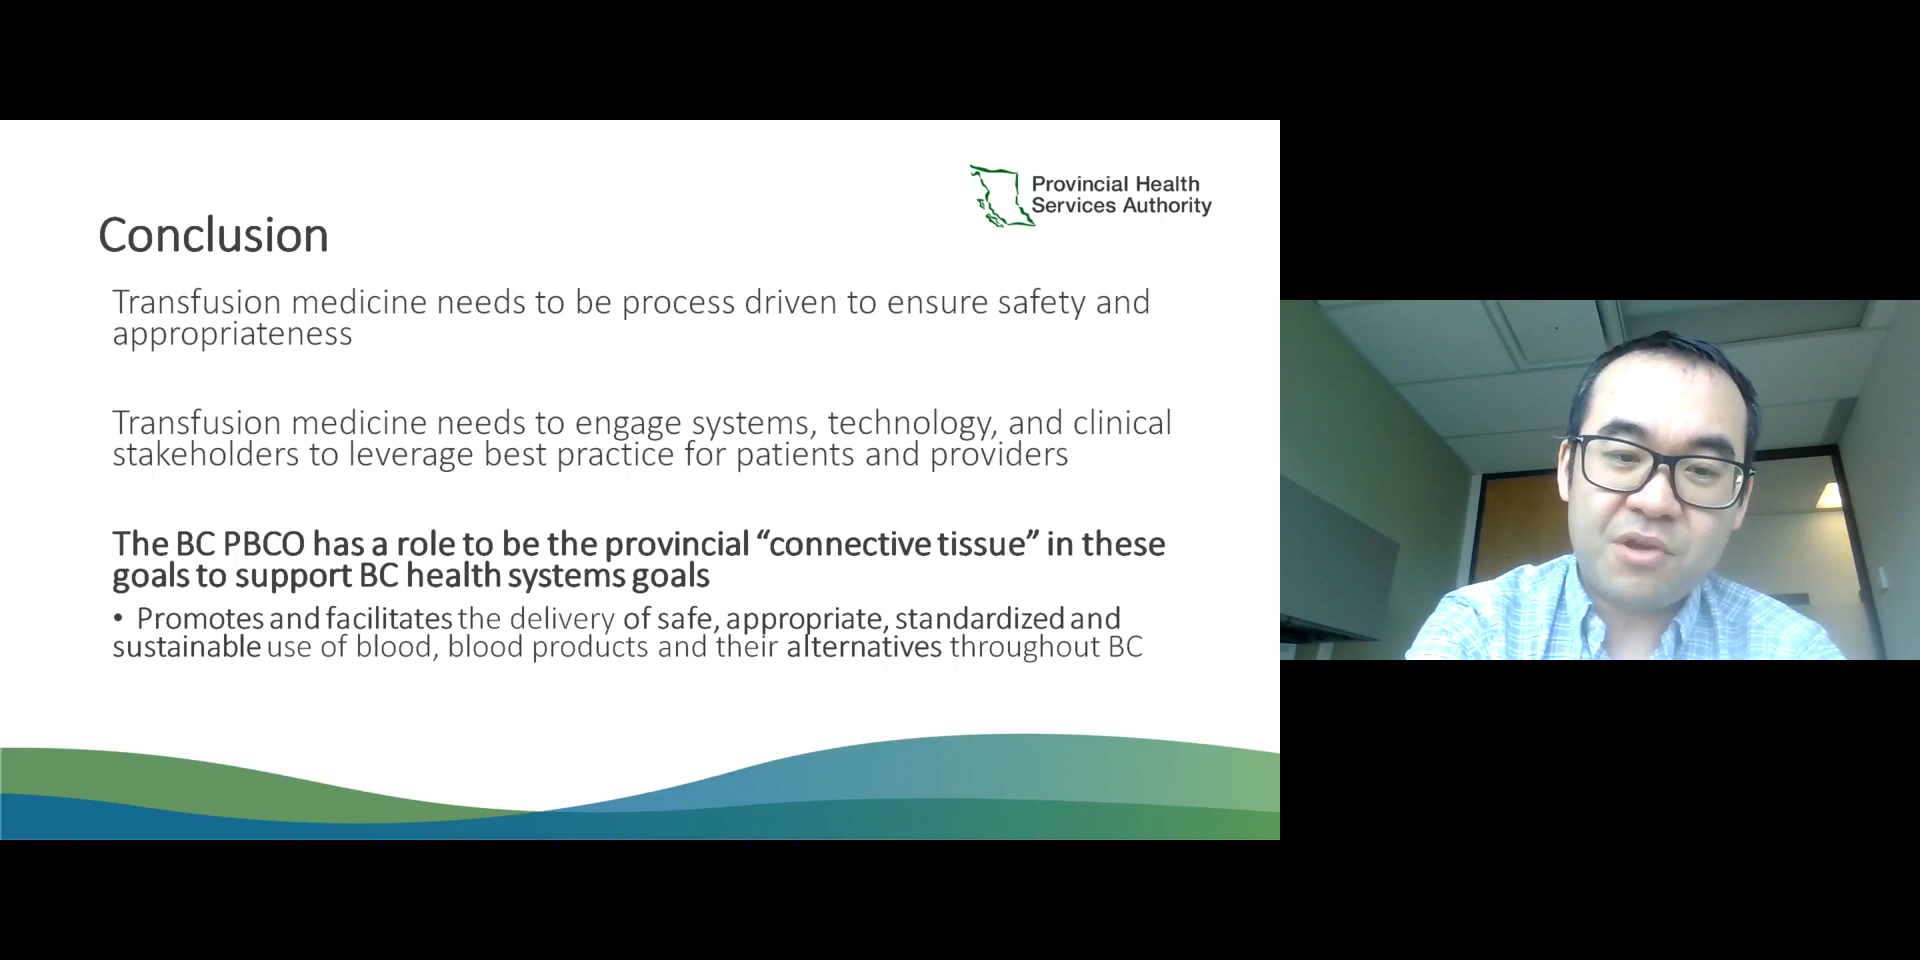 Provincial Health
Services Authority
Conclusion
Transfusion medicine needs to be process driven to ensure safety and
appropriateness
Transfusion medicine needs to engage systems, technology, and clinical
stakeholders to leverage best practice for patients and providers
The BC PBCO has a role to be the provincial “connective tissue” in these
goals to support BC health systems goals
• Promotes and facilitates the delivery of safe, appropriate, standardized and
sustainable use of blood, blood products and their alternatives throughout BC